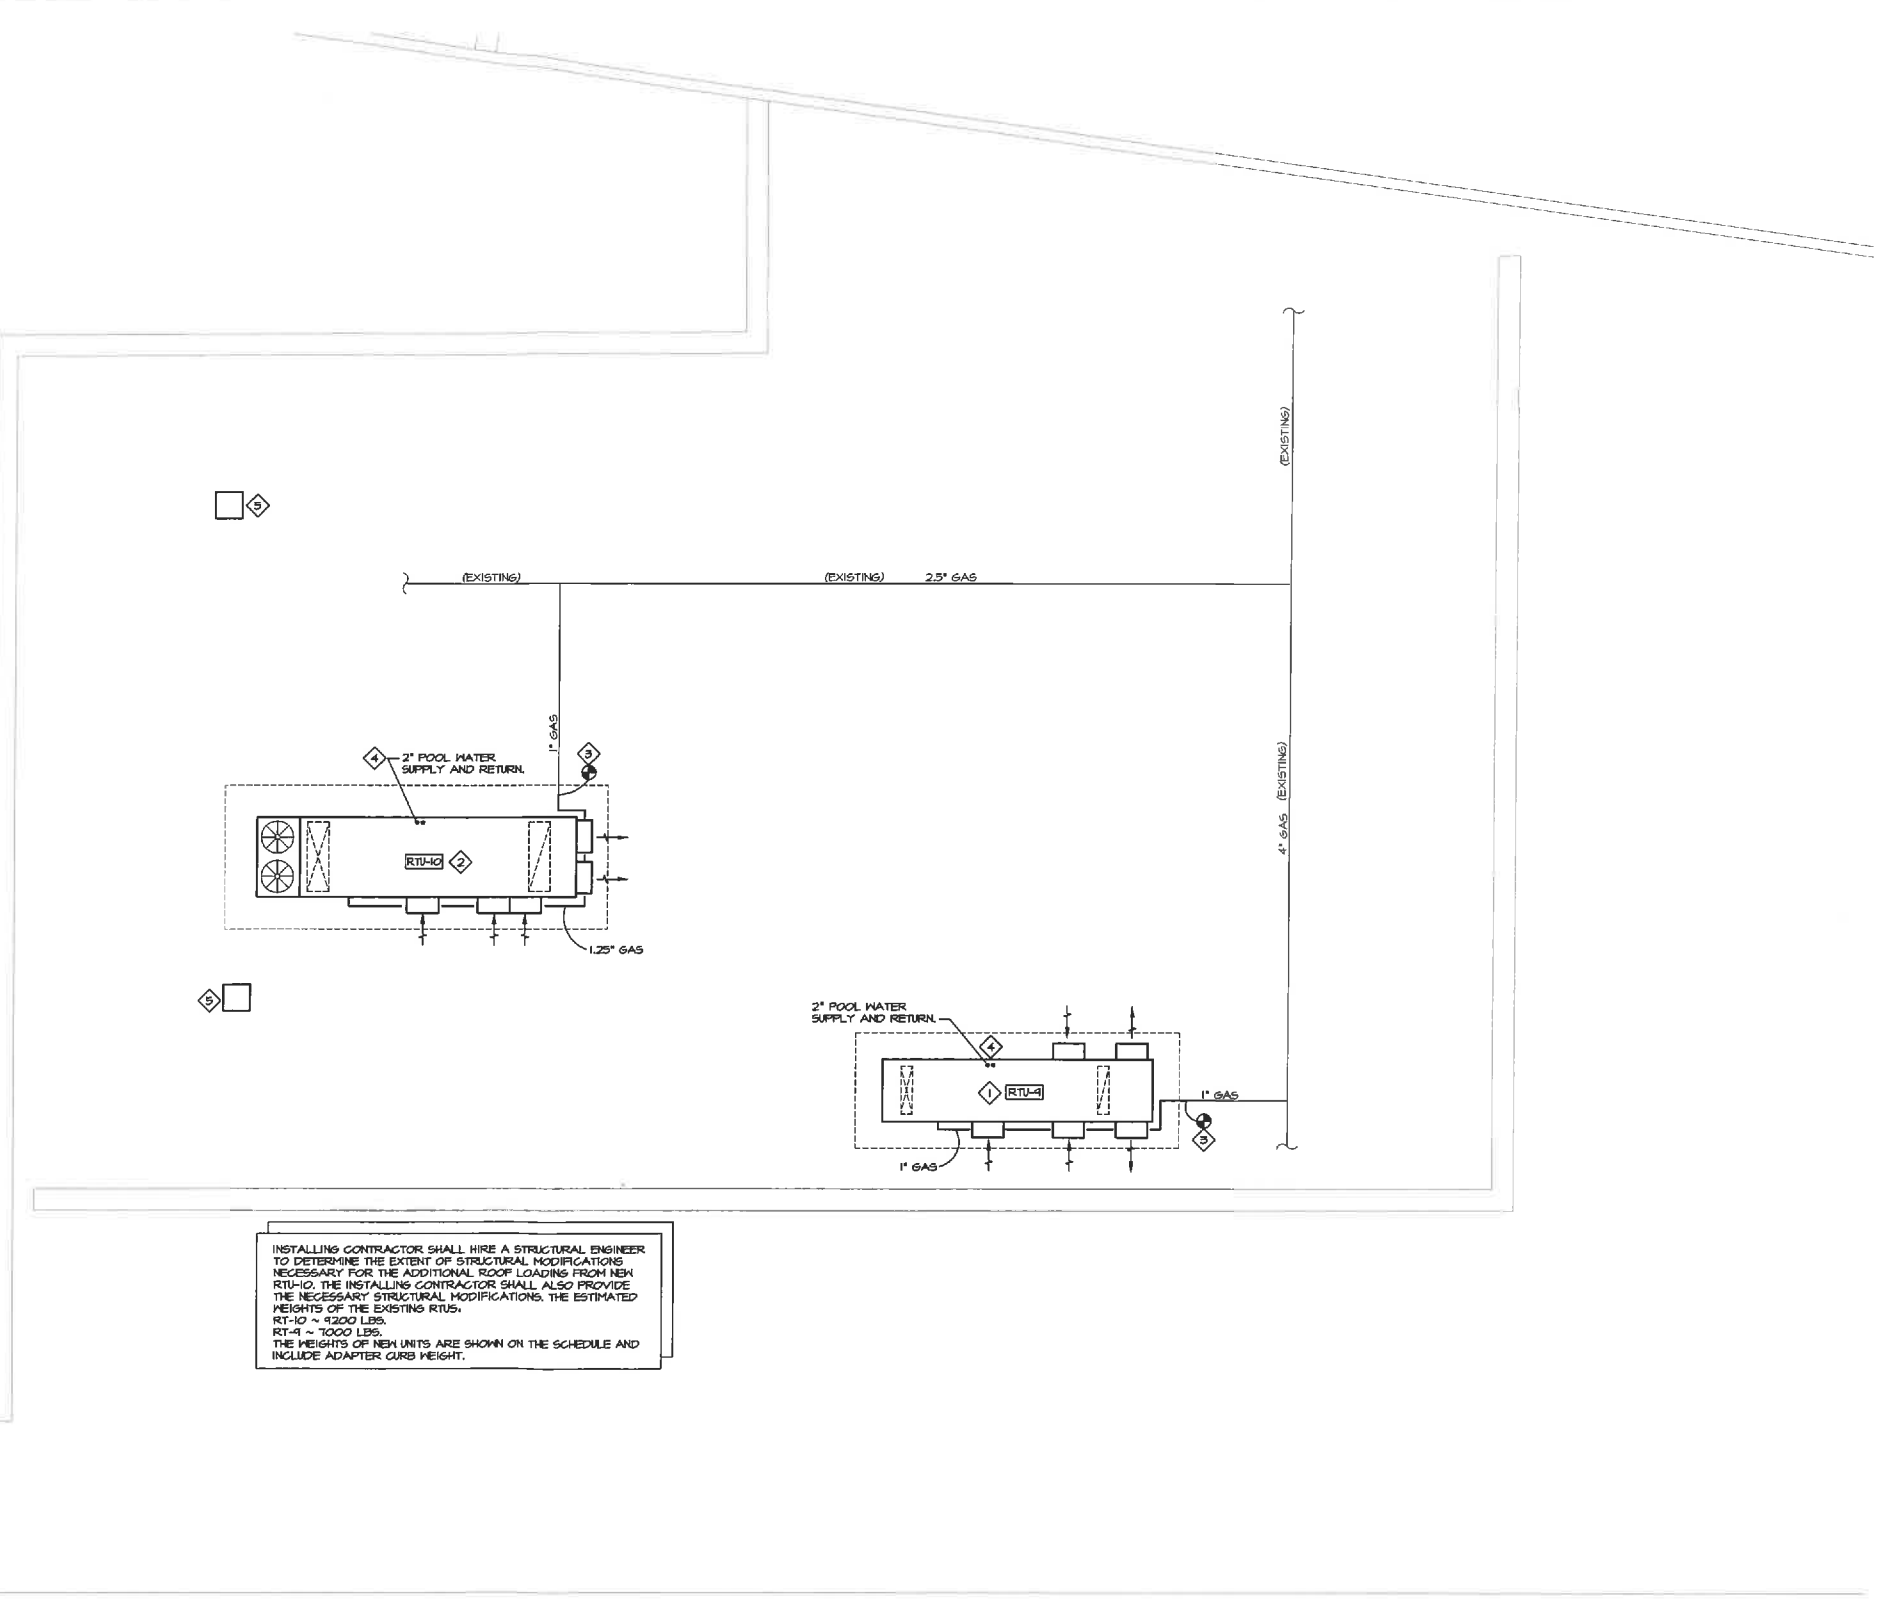 (EXISTING)
5
(EXISTING)
(EXISTING) 2.5" GAS
1" GAS
3
4
2" POOL WATER
SUPPLY AND RETURN.
4" GAS (EXISTING)
RTU-10
2
1.25" GAS
5
2" POOL WATER
SUPPLY AND RETURN.
4
1
RTU-9
1" GAS
3
1" GAS
INSTALLING CONTRACTOR SHALL HIRE A STRUCTURAL ENGINEER
TO DETERMINE THE EXTENT OF STRUCTURAL MODIFICATIONS
NECESSARY FOR THE ADDITIONAL ROOF LOADING FROM NEW
RTU-10. THE INSTALLING CONTRACTOR SHALL ALSO PROVIDE
THE NECESSARY STRUCTURAL MODIFICATIONS. THE ESTIMATED
WEIGHTS OF THE EXISTING RTUS:
RT-10 ~ 9200 LBS.
RT-9 ~ 7000 LBS.
THE WEIGHTS OF NEW UNITS ARE SHOWN ON THE SCHEDULE AND
INCLUDE ADAPTER CURB WEIGHT.